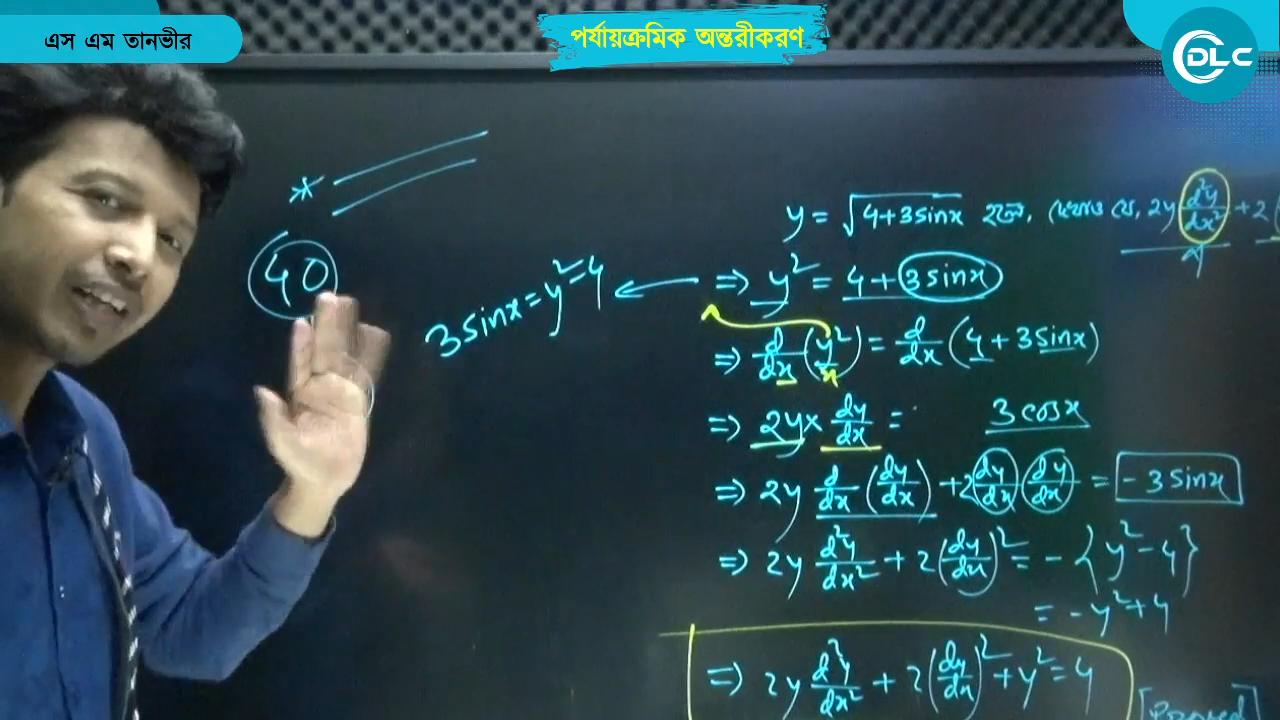 এস এম তানভীর
পর্যায়ক্রমিক অন্তরীকরণ
CDLC
*
40
3sinx = y² - 4
y = √(4+3sinx) হলে, দেখাও যে, 2y d²y/dx² + 2
⇒ y² = 4 + 3sinx
⇒ d/dx (y²) = d/dx (4 + 3sinx)
x
⇒ 2y × dy/dx = 3cosx
⇒ 2y d/dx (dy/dx) + 2 (dy/dx) (dy/dx) = -3sinx
⇒ 2y d²y/dx² + 2(dy/dx)² = -{y² - 4}
= -y² + 4
⇒ 2y d²y/dx² + 2(dy/dx)² + y² = 4
[Proved]